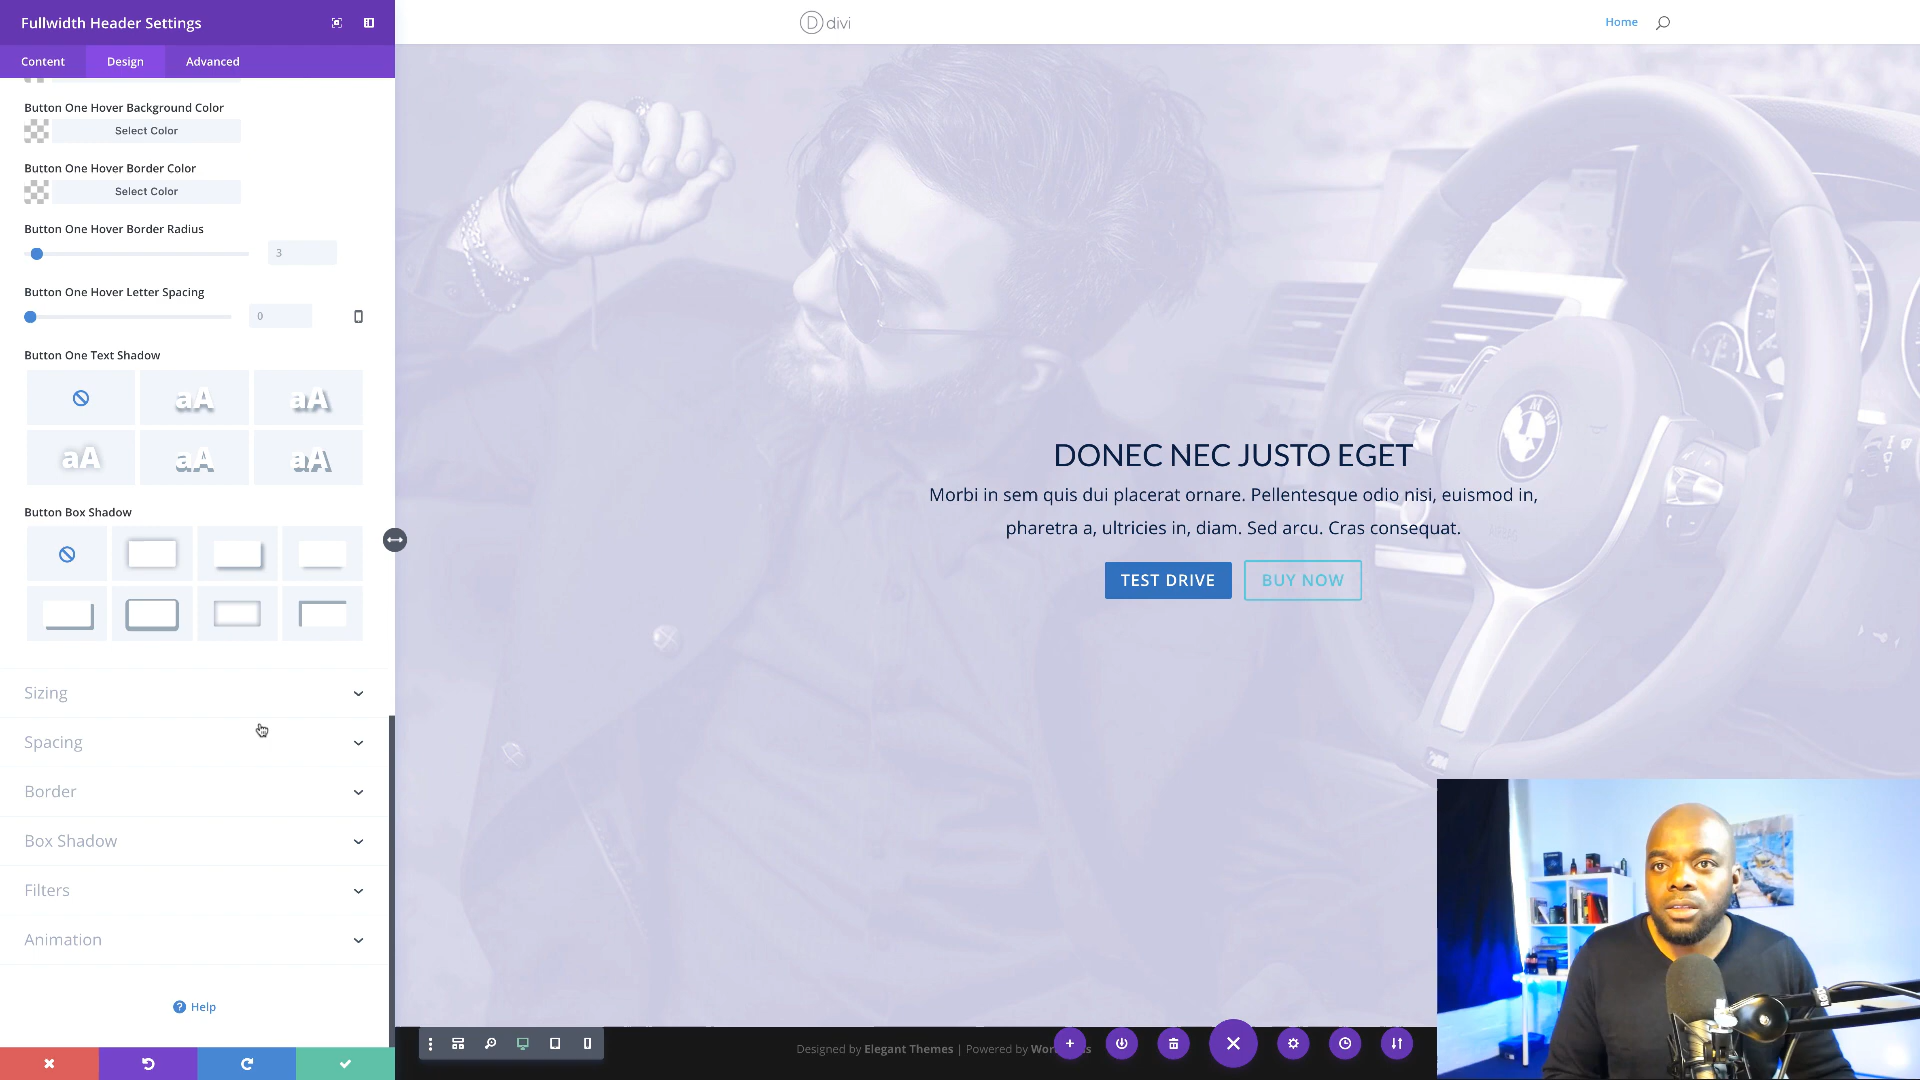 Fullwidth Header Settings
Content Design Advanced
Button One Hover Background Color
Select Color
Button One Hover Border Color
Select Color
Button One Hover Border Radius
3
Button One Hover Letter Spacing
0
Button One Text Shadow
aA aA
aA aA aA
Button Box Shadow
Sizing
Spacing
Border
Box Shadow
Filters
Animation
? Help
D divi
Home
DONEC NEC JUSTO EGET
Morbi in sem quis dui placerat ornare. Pellentesque odio nisi, euismod in,
pharetra a, ultricies in, diam. Sed arcu. Cras consequat.
TEST DRIVE BUY NOW
Designed by Elegant Themes | Powered by